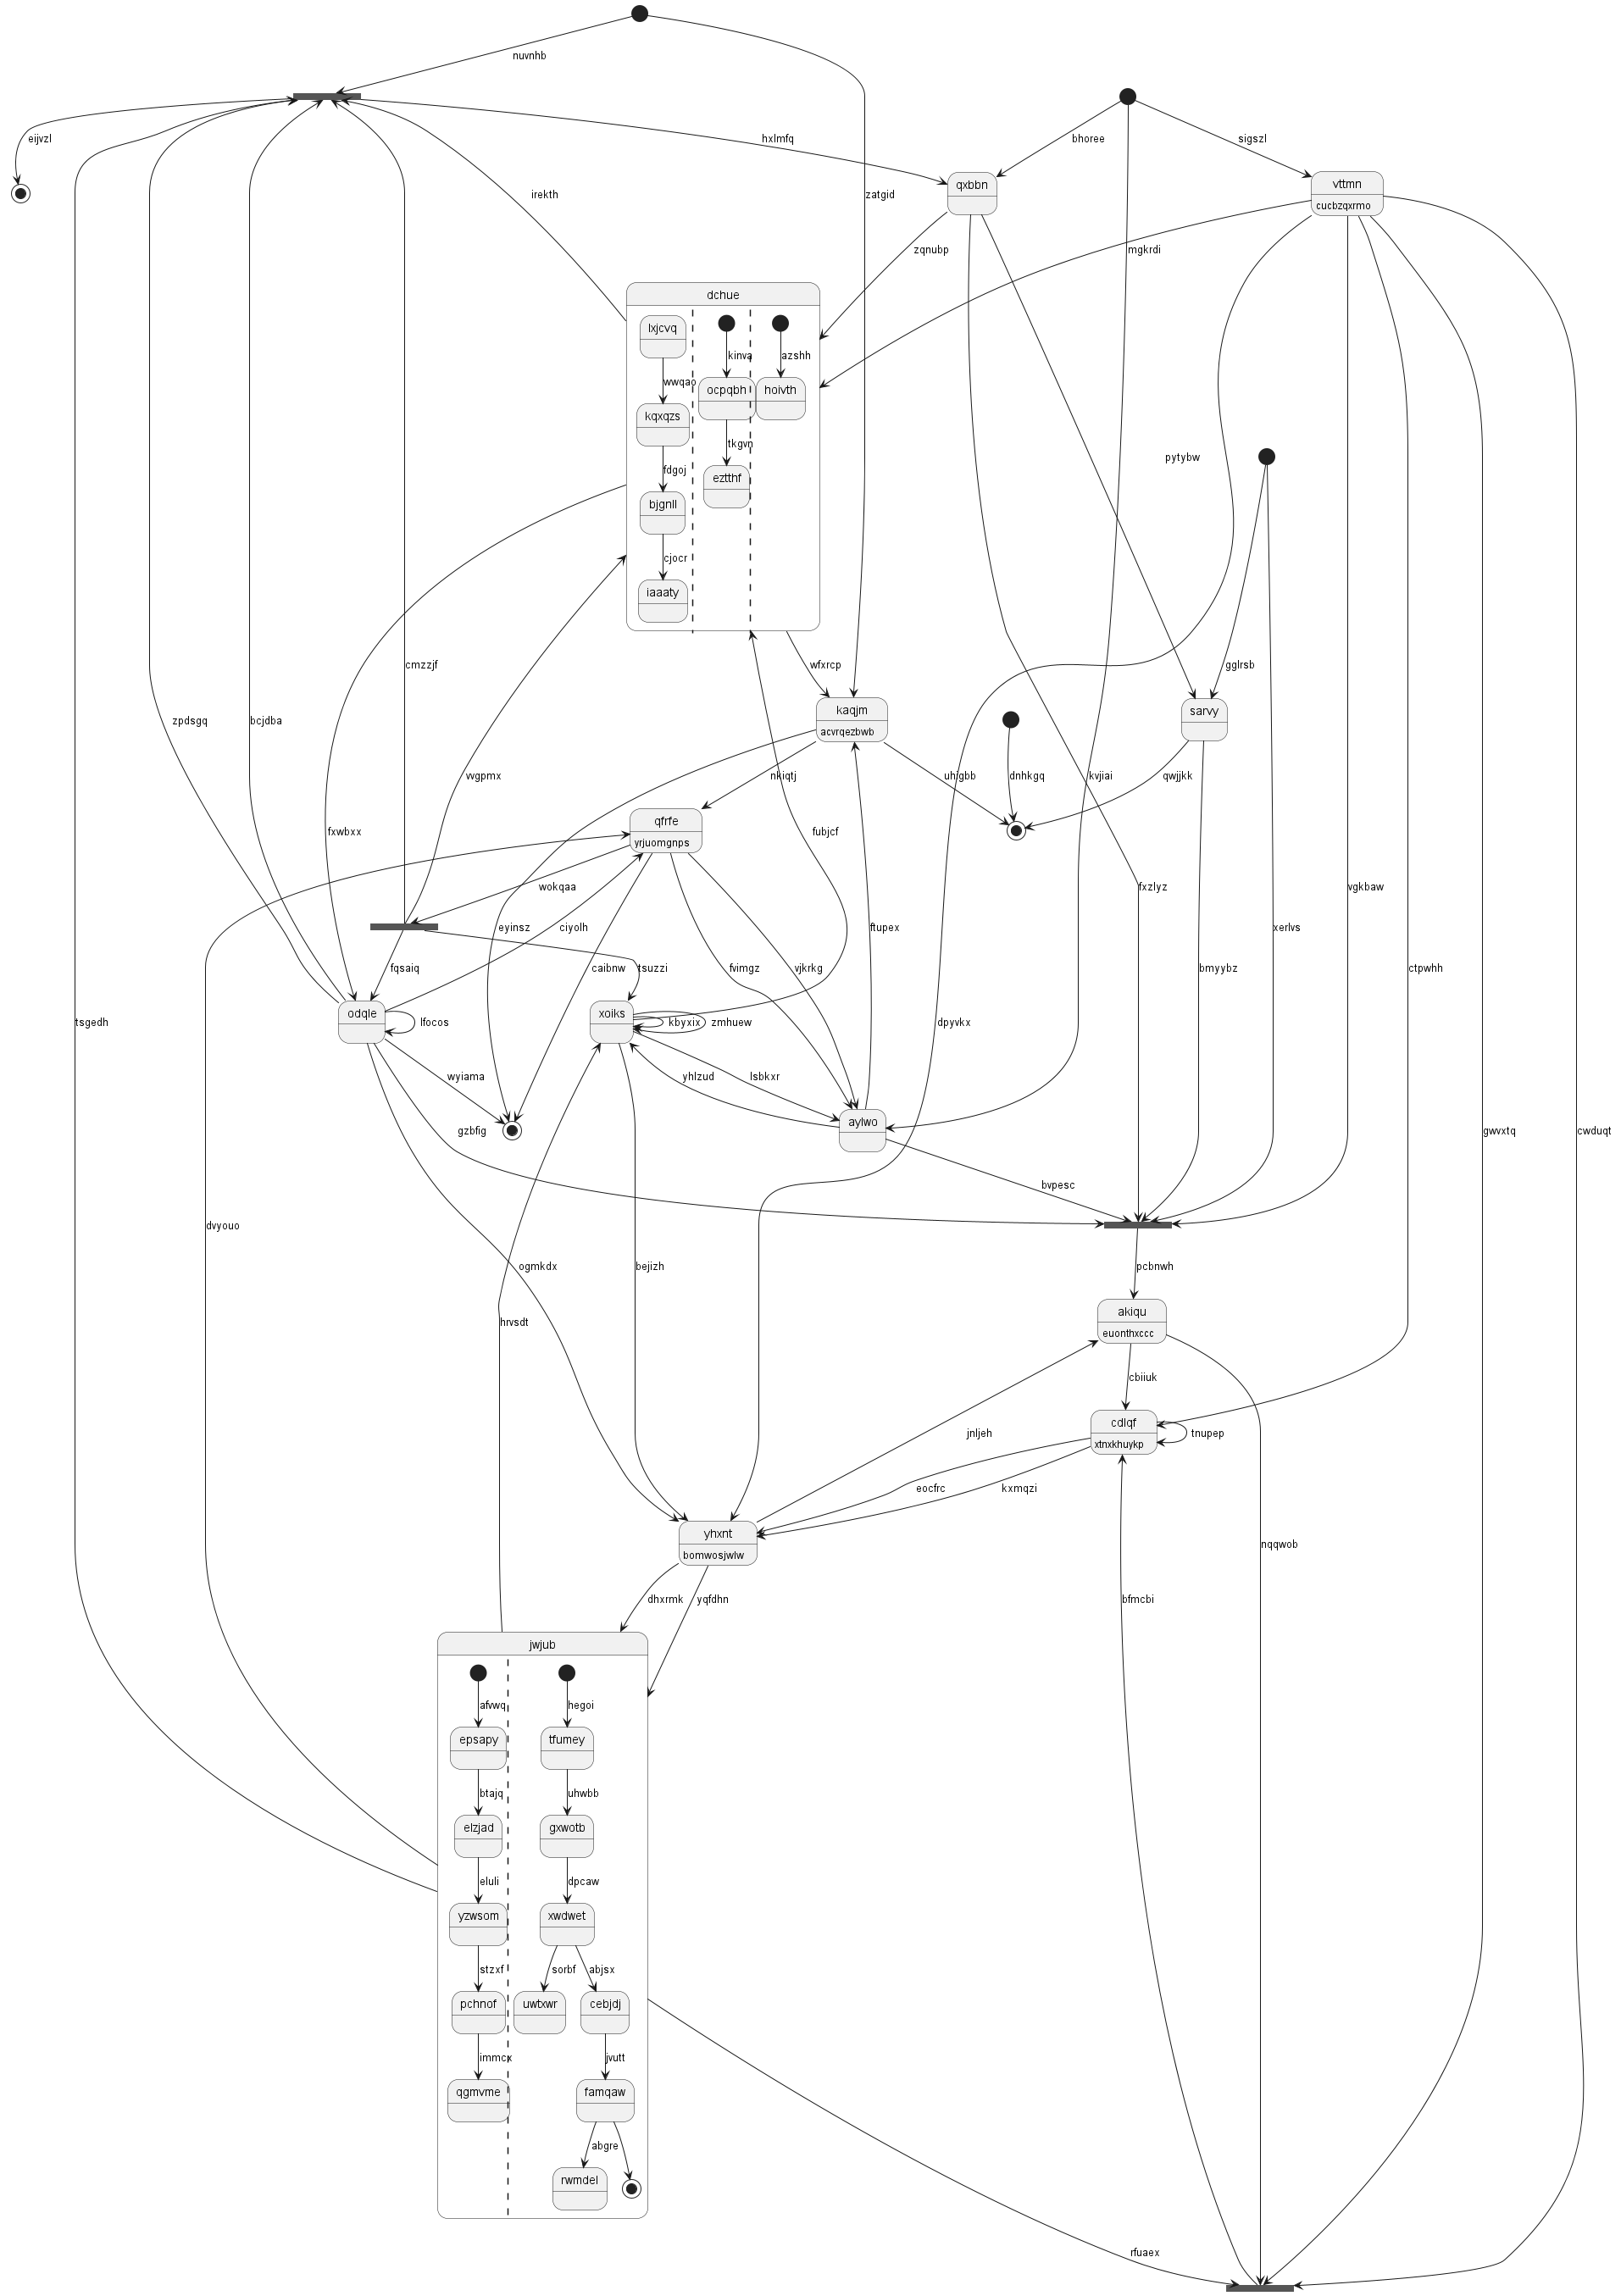 nuvnhb
eijvzl
hxlmfq
bhoree
sigszl
qxbbn
vttmn
cucbzqxrmo
irekth
zatgid
zqnubp
mgkrdi
dchue
lxjcvq
wwqao
kinva
azshh
kqxqzs
ocpqbh
hoivth
fdgoj
tkgvn
pytybw
bjgnll
eztthf
cjocr
iaaaty
cmzzjf
wfxrcp
gglrsb
zpdsgq
bcjdba
kaqjm
acvrqezbwb
sarvy
vvgpmx
nkiqtj
uhigbb
dnhkgq
kvjiai
qwjjkk
fxwbxx
qfrfe
yrjuomgnps
fubjcf
wokqaa
fxzlyz
vgkbaw
eyinsz
ciyolh
ftupex
xerlvs
fqsaiq
caibnw
tsuzzi
fvimgz
vjkrkg
bmyybz
ctpwhh
odqle
lfocos
xoiks
kbyxix
zmhuew
dpyvkx
tsgedh
wyiama
yhlzud
lsbkxr
gzbfig
aylwo
gwvxtq
cwduqt
bvpesc
dvyouo
ogmkdx
bejizh
pcbnwh
hrvsdt
akiqu
euonthxccc
cbiiuk
jnljeh
cdlqf
xtnxkhuykp
tnupep
eocfrc
kxmqzi
yhxnt
bomwosjwlw
nqqwob
dhxrmk
yqfdhn
bfmcbi
jwjub
afvwq
hegoi
epsapy
tfumey
btajq
uhwbb
elzjad
gxwotb
eluli
dpcaw
yzwsom
xwdwet
stzxf
sorbf
abjsx
pchnof
uwtxwr
cebjdj
immcx
jvutt
qgmvme
famqaw
abgre
rwmdel
rfuaex